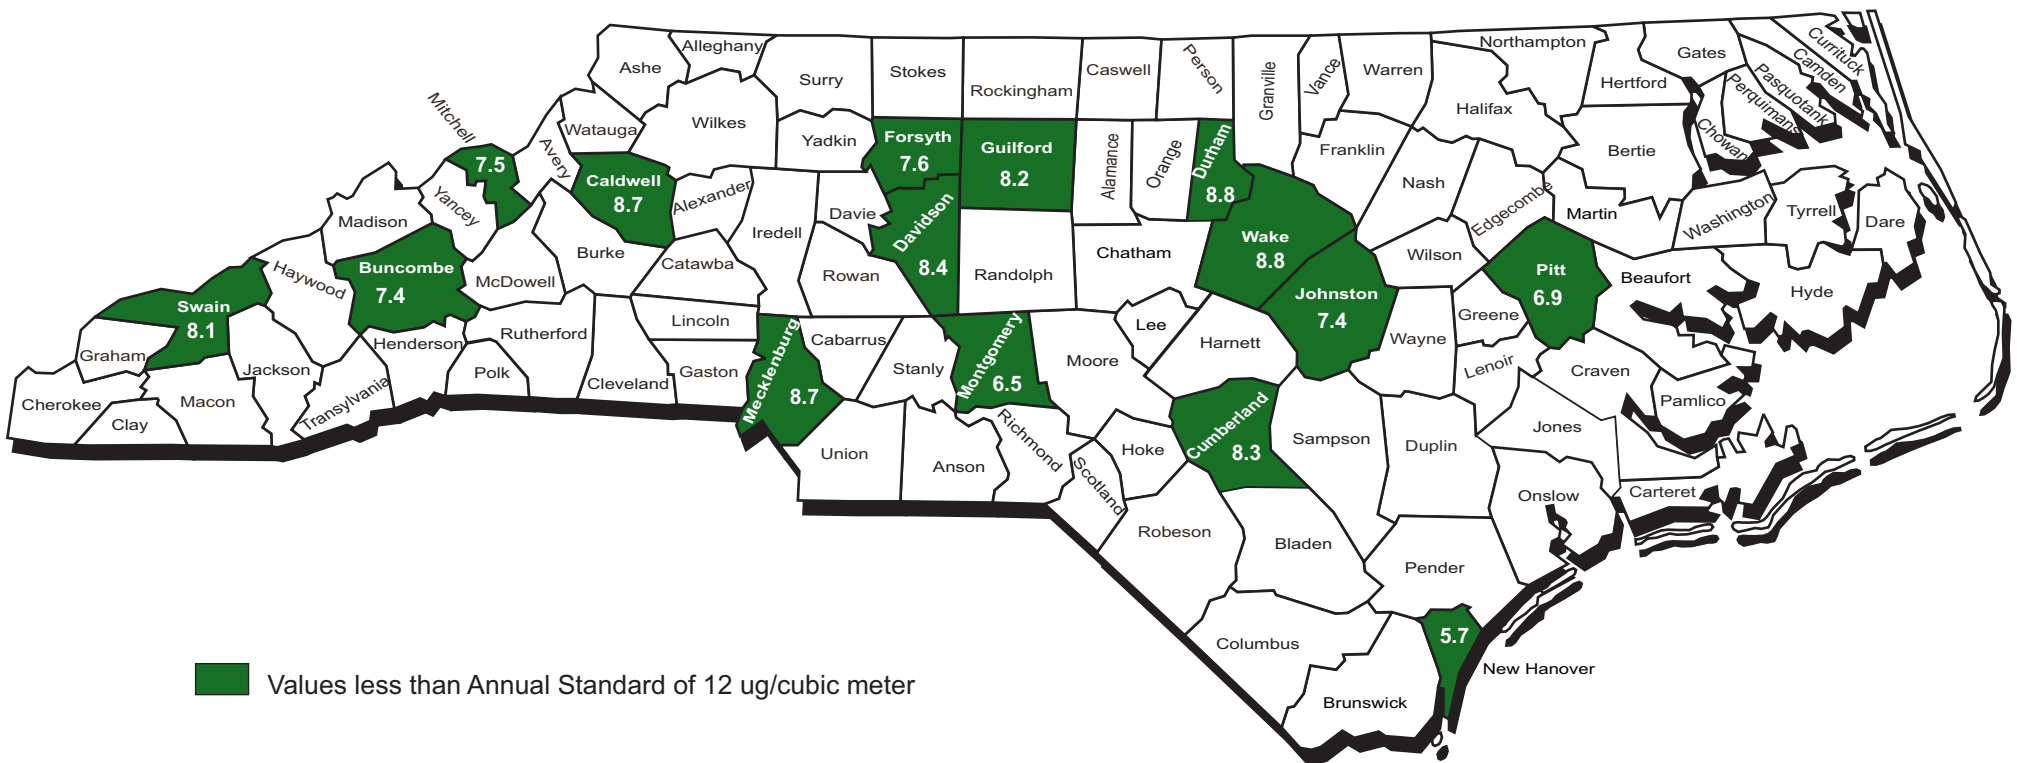 Ashe
Alleghany
Surry
Stokes
Rockingham
Caswell
Person
Granville
Vance
Warren
Northampton
Halifax
Hertford
Gates
Currituck
Camden
Pasquotank
Perquimans
Chowan
Bertie
Mitchell
7.5
Avery
Watauga
Wilkes
Yadkin
Forsyth
7.6
Guilford
8.2
Alamance
Orange
Durham
8.8
Franklin
Nash
Edgecombe
Martin
Washington
Tyrrell
Dare
Madison
Yancey
Caldwell
8.7
Alexander
Iredell
Davie
Davidson
8.4
Randolph
Chatham
Wake
8.8
Wilson
Pitt
6.9
Beaufort
Hyde
Swain
8.1
Haywood
Buncombe
7.4
McDowell
Burke
Catawba
Rowan
Lee
Johnston
7.4
Greene
Graham
Jackson
Henderson
Rutherford
Lincoln
Cabarrus
Stanly
Montgomery
6.5
Moore
Harnett
Wayne
Lenoir
Craven
Pamlico
Cherokee
Clay
Macon
Transylvania
Polk
Cleveland
Gaston
Mecklenburg
8.7
Union
Anson
Richmond
Scotland
Hoke
Cumberland
8.3
Sampson
Duplin
Jones
Carteret
Onslow
Robeson
Bladen
Pender
Columbus
Brunswick
5.7
New Hanover
Values less than Annual Standard of 12 ug/cubic meter